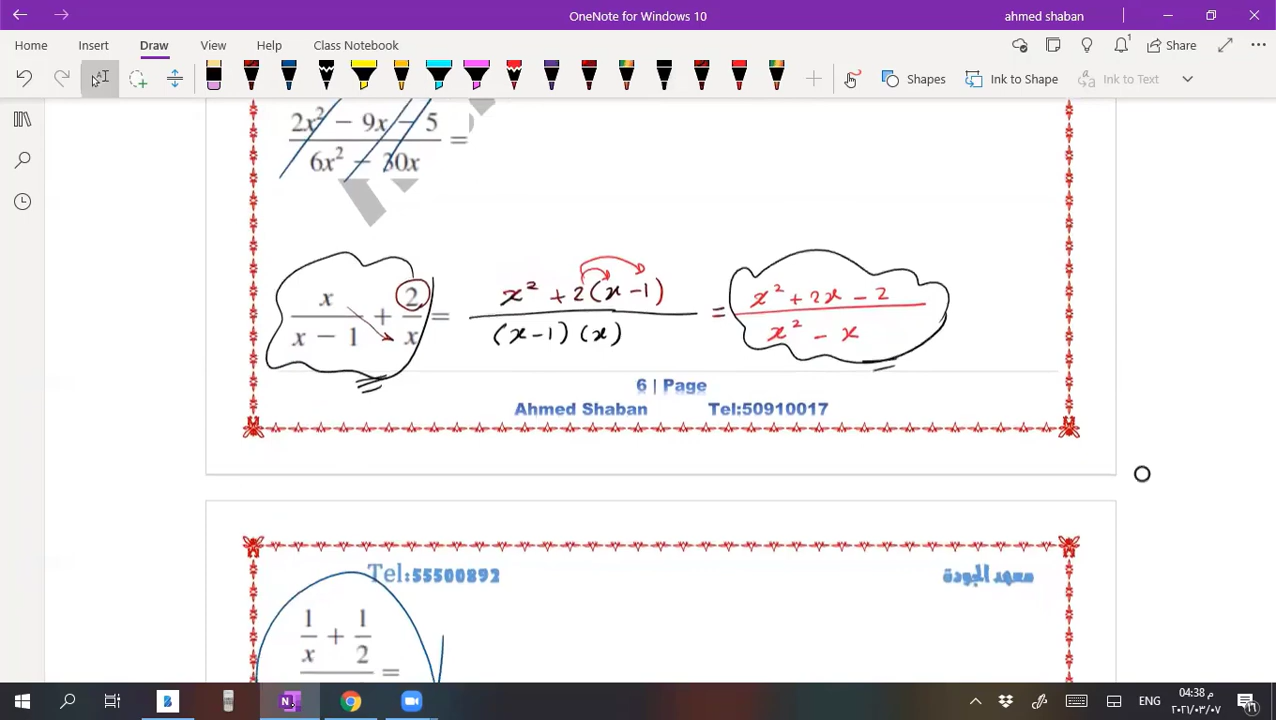 OneNote for Windows 10
ahmed shaban
Home Insert Draw View Help Class Notebook
Share
Shapes Ink to Shape Ink to Text
2x² − 9x − 5
6x² − 30x
=
x/(x − 1) + 2/x = (x² + 2(x − 1))/((x−1)(x)) = (x² + 2x − 2)/(x² − x)
6 | Page
Ahmed Shaban Tel:50910017
Tel:55500892 معهد الجودة
1/x + 1/2
=
ENG
04:38 م
٢٠٢١/٠٣/٠٧